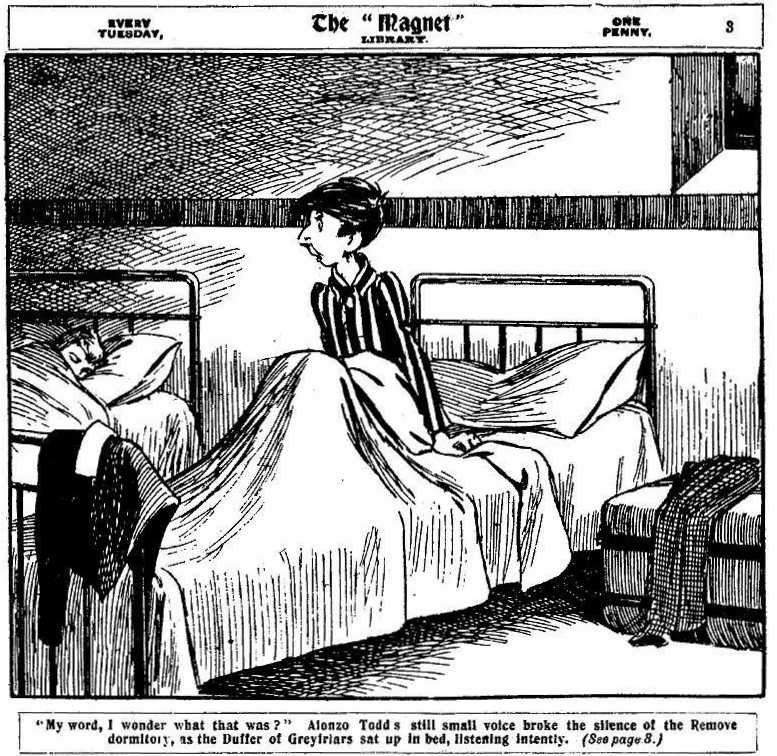 EVERY
TUESDAY,
The "Magnet"
LIBRARY.
ONE
PENNY.
3
"My word, I wonder what that was?" Alonzo Todd s still small voice broke the silence of the Remove
dormitory, as the Duffer of Greyfriars sat up in bed, listening intently. (See page 8.)